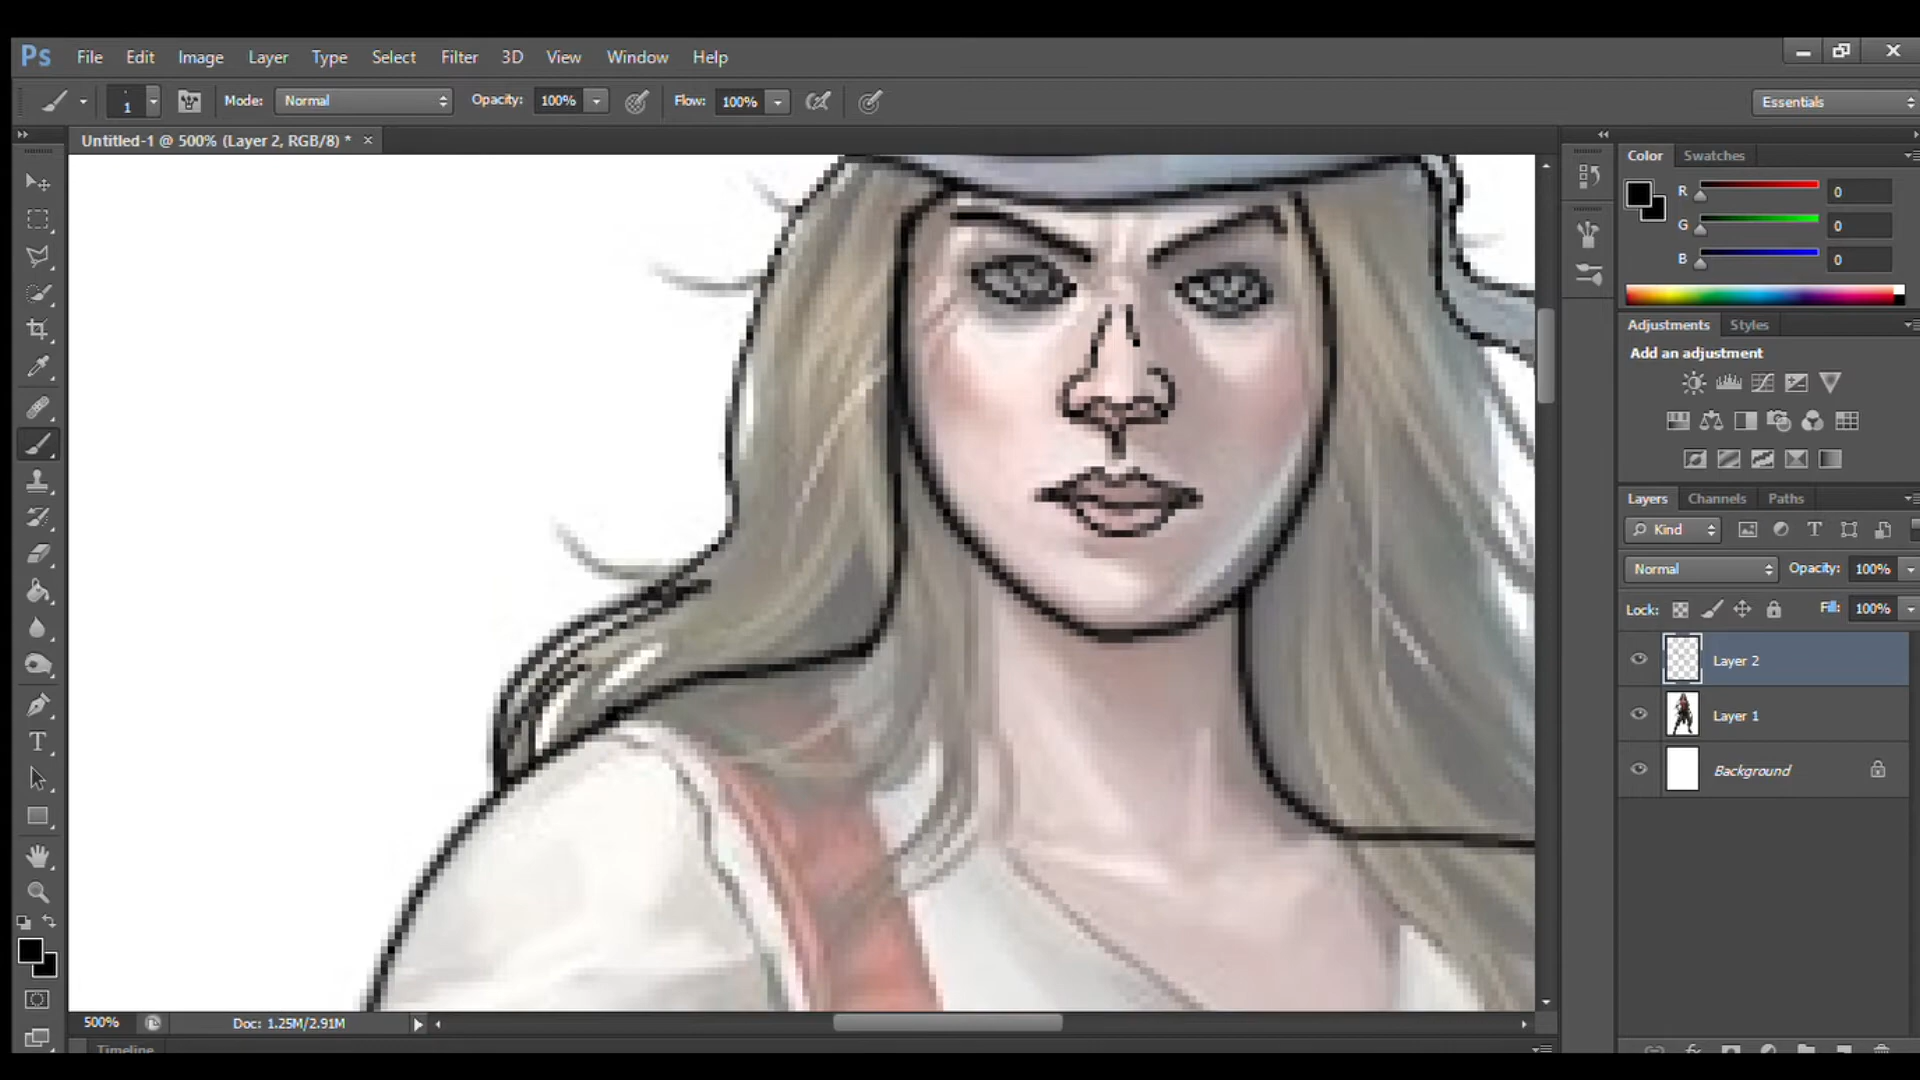 Ps File Edit Image Layer Type Select Filter 3D View Window Help
1 Mode: Normal Opacity: 100% Flow: 100% Essentials
Untitled-1 @ 500% (Layer 2, RGB/8) * ×
Color Swatches
R 0
G 0
B 0
Adjustments Styles
Add an adjustment
Layers Channels Paths
Kind
Normal Opacity: 100%
Lock: Fill: 100%
Layer 2
Layer 1
Background
500% Doc: 1.25M/2.91M
Timeline